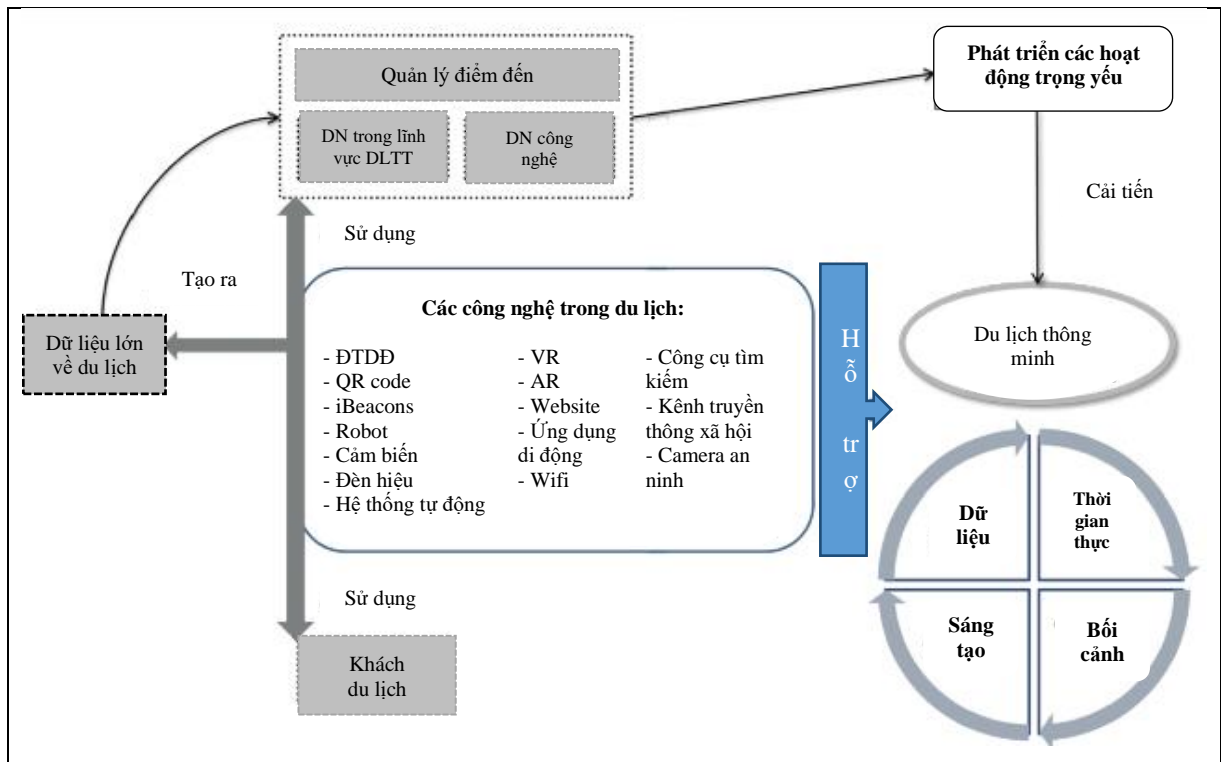 Quản lý điểm đến
DN trong lĩnh
vực DLTT
DN công
nghệ
Phát triển các hoạt
động trọng yếu
Cải tiến
Sử dụng
Tạo ra
Dữ liệu lớn
về du lịch
Các công nghệ trong du lịch:
- ĐTDĐ
- QR code
- iBeacons
- Robot
- Cảm biến
- Đèn hiệu
- Hệ thống tự động
- VR
- AR
- Website
- Ứng dụng
di động
- Wifi
- Công cụ tìm
kiếm
- Kênh truyền
thông xã hội
- Camera an
ninh
H
ỗ
tr
ợ
Du lịch thông
minh
Dữ
liệu
Thời
gian
thực
Sáng
tạo
Bối
cảnh
Sử dụng
Khách
du lịch